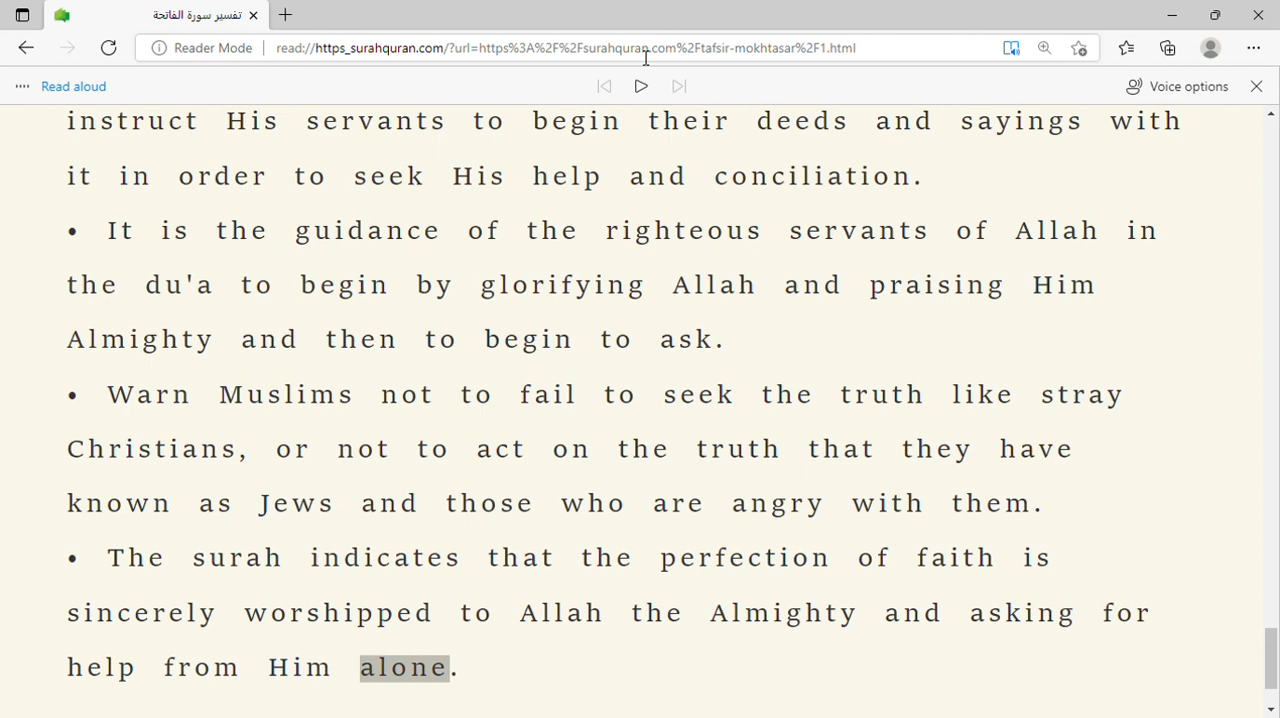 تفسير سورة الفاتحة
Reader Mode
read://https_surahquran.com/?url=https%3A%2F%2Fsurahquran.com%2Ftafsir-mokhtasar%2F1.html
Read aloud
Voice options
instruct His servants to begin their deeds and sayings with
it in order to seek His help and conciliation.
• It is the guidance of the righteous servants of Allah in
the du'a to begin by glorifying Allah and praising Him
Almighty and then to begin to ask.
• Warn Muslims not to fail to seek the truth like stray
Christians, or not to act on the truth that they have
known as Jews and those who are angry with them.
• The surah indicates that the perfection of faith is
sincerely worshipped to Allah the Almighty and asking for
help from Him alone.